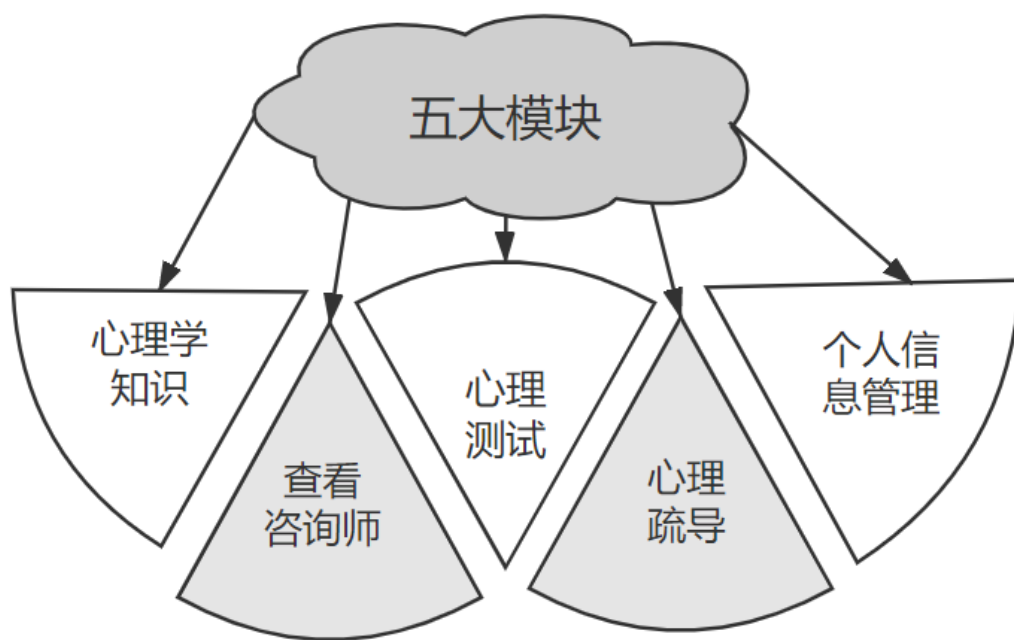 五大模块
心理学
知识
查看
咨询师
心理
测试
心理
疏导
个人信
息管理